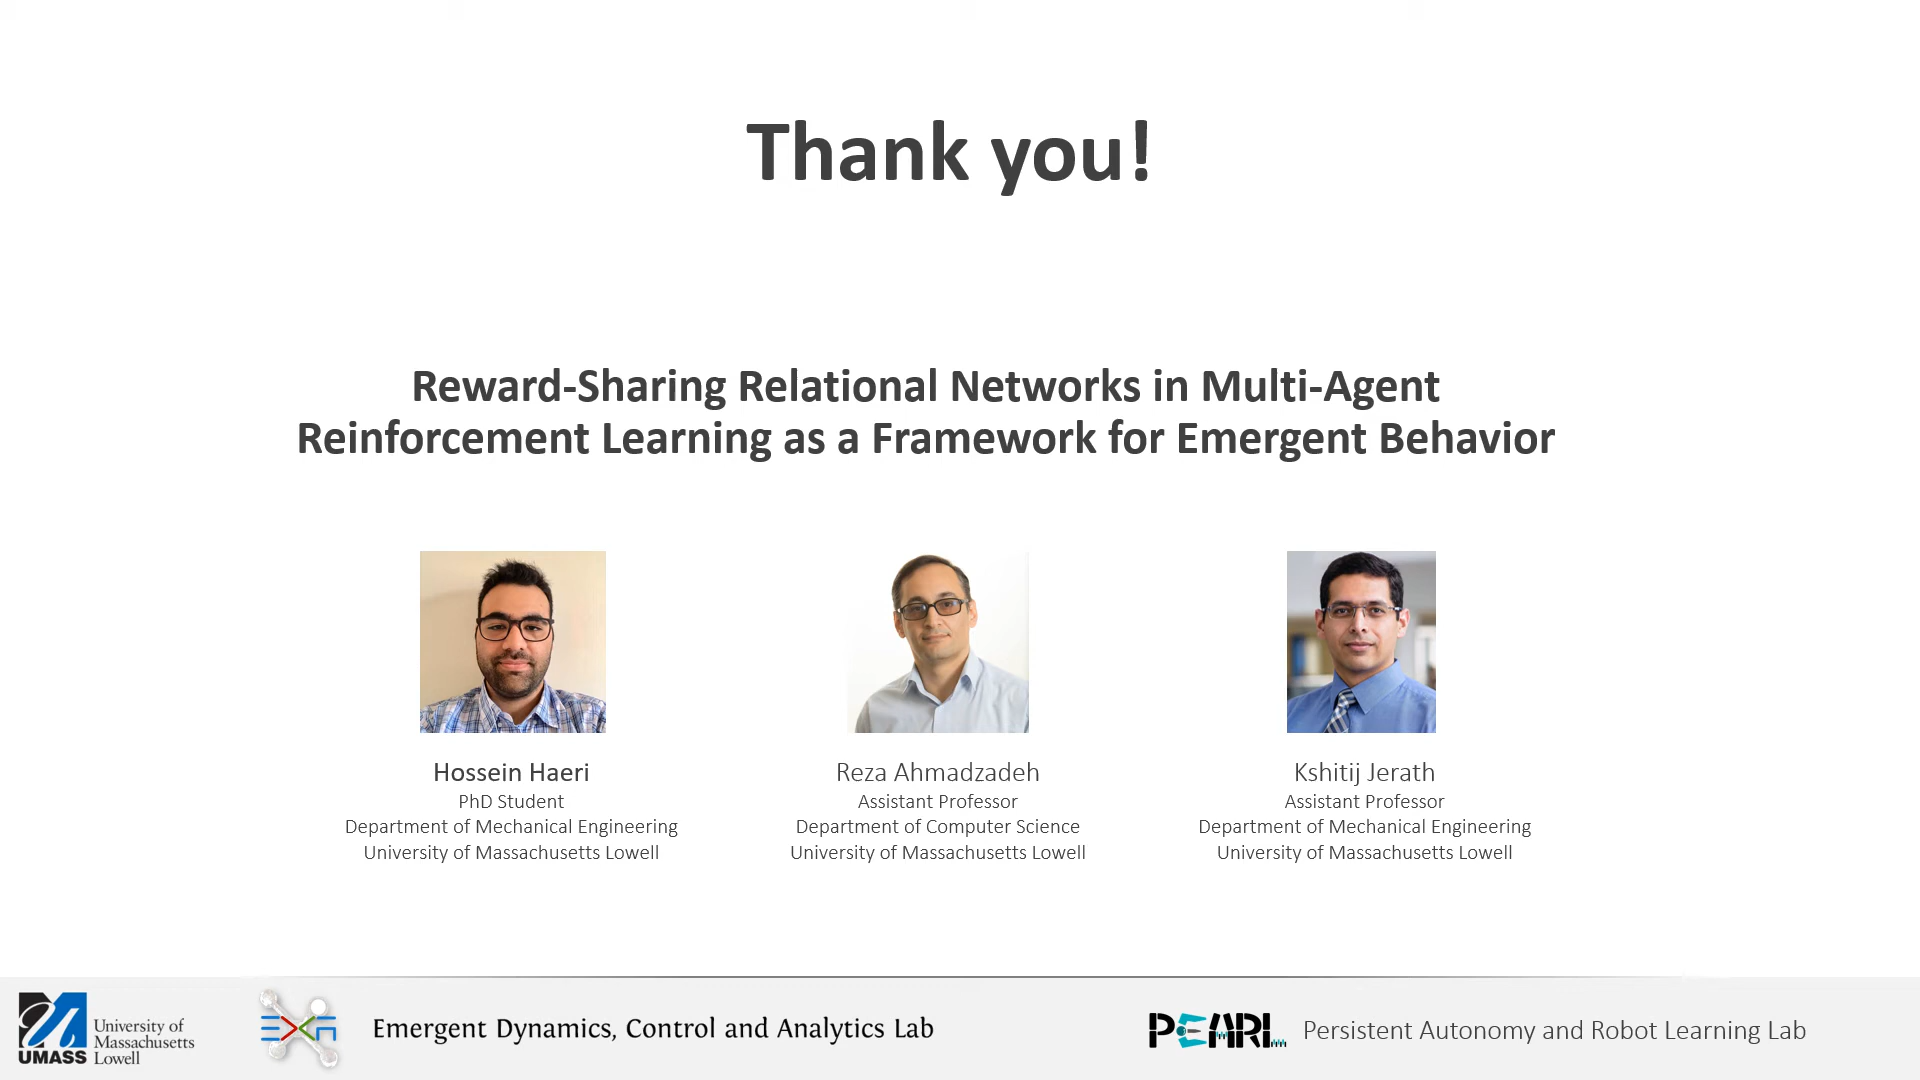 Thank you!
Reward-Sharing Relational Networks in Multi-Agent
Reinforcement Learning as a Framework for Emergent Behavior
Hossein Haeri
PhD Student
Department of Mechanical Engineering
University of Massachusetts Lowell
Reza Ahmadzadeh
Assistant Professor
Department of Computer Science
University of Massachusetts Lowell
Kshitij Jerath
Assistant Professor
Department of Mechanical Engineering
University of Massachusetts Lowell
UMASS
University of
Massachusetts
Lowell
Emergent Dynamics, Control and Analytics Lab
PEARL
Persistent Autonomy and Robot Learning Lab